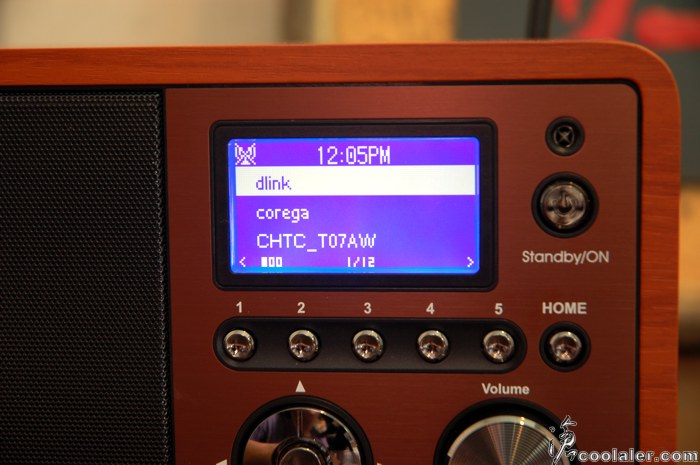 12:05PM
dlink
corega
CHTC_T07AW
< 1/12 >
Standby/ON
1 2 3 4 5 HOME
Volume
coolaler.com